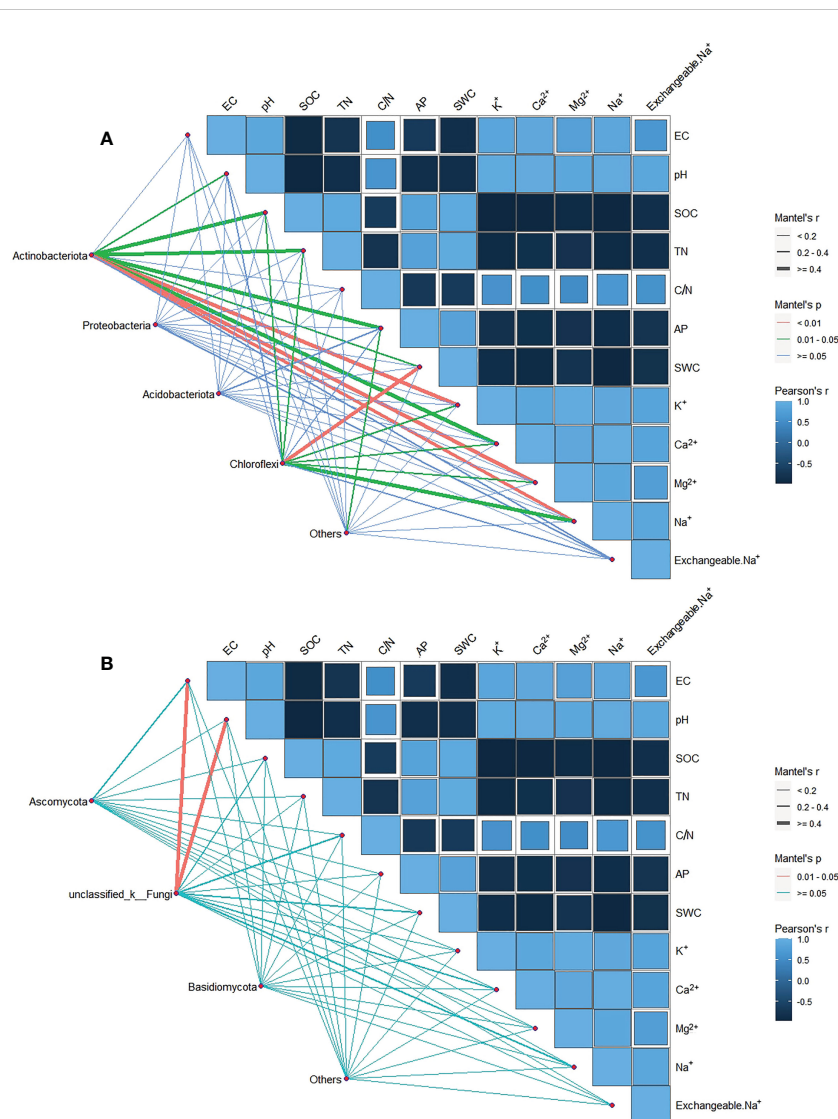 A
EC
pH
SOC
TN
C/N
AP
SWC
K⁺
Ca²⁺
Mg²⁺
Na⁺
Exchangeable.Na⁺
EC
pH
SOC
TN
C/N
AP
SWC
K⁺
Ca²⁺
Mg²⁺
Na⁺
Exchangeable.Na⁺
Actinobacteriota
Proteobacteria
Acidobacteriota
Chloroflexi
Others
Mantel's r
< 0.2
0.2 - 0.4
>= 0.4
Mantel's p
< 0.01
0.01 - 0.05
>= 0.05
Pearson's r
1.0
0.5
0.0
-0.5
B
EC
pH
SOC
TN
C/N
AP
SWC
K⁺
Ca²⁺
Mg²⁺
Na⁺
Exchangeable.Na⁺
EC
pH
SOC
TN
C/N
AP
SWC
K⁺
Ca²⁺
Mg²⁺
Na⁺
Exchangeable.Na⁺
Ascomycota
unclassified_k__Fungi
Basidiomycota
Others
Mantel's r
< 0.2
0.2 - 0.4
>= 0.4
Mantel's p
0.01 - 0.05
>= 0.05
Pearson's r
1.0
0.5
0.0
-0.5